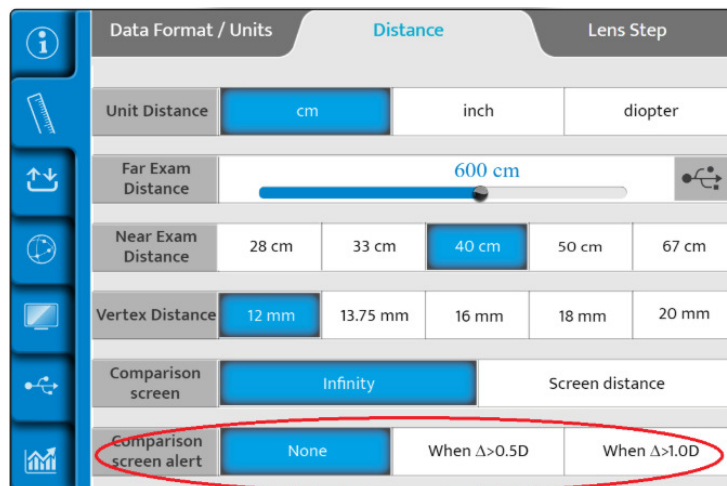 Data Format / Units Distance Lens Step
Unit Distance cm inch diopter
Far Exam
Distance
600 cm
Near Exam
Distance
28 cm 33 cm 40 cm 50 cm 67 cm
Vertex Distance 12 mm 13.75 mm 16 mm 18 mm 20 mm
Comparison
screen
Infinity Screen distance
Comparison
screen alert
None When Δ>0.5D When Δ>1.0D